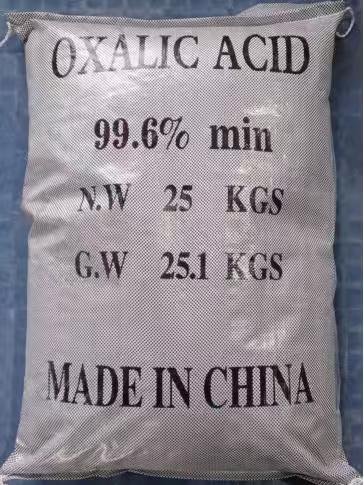 OXALIC ACID
99.6% min
N.W 25 KGS
G.W 25.1 KGS
MADE IN CHINA